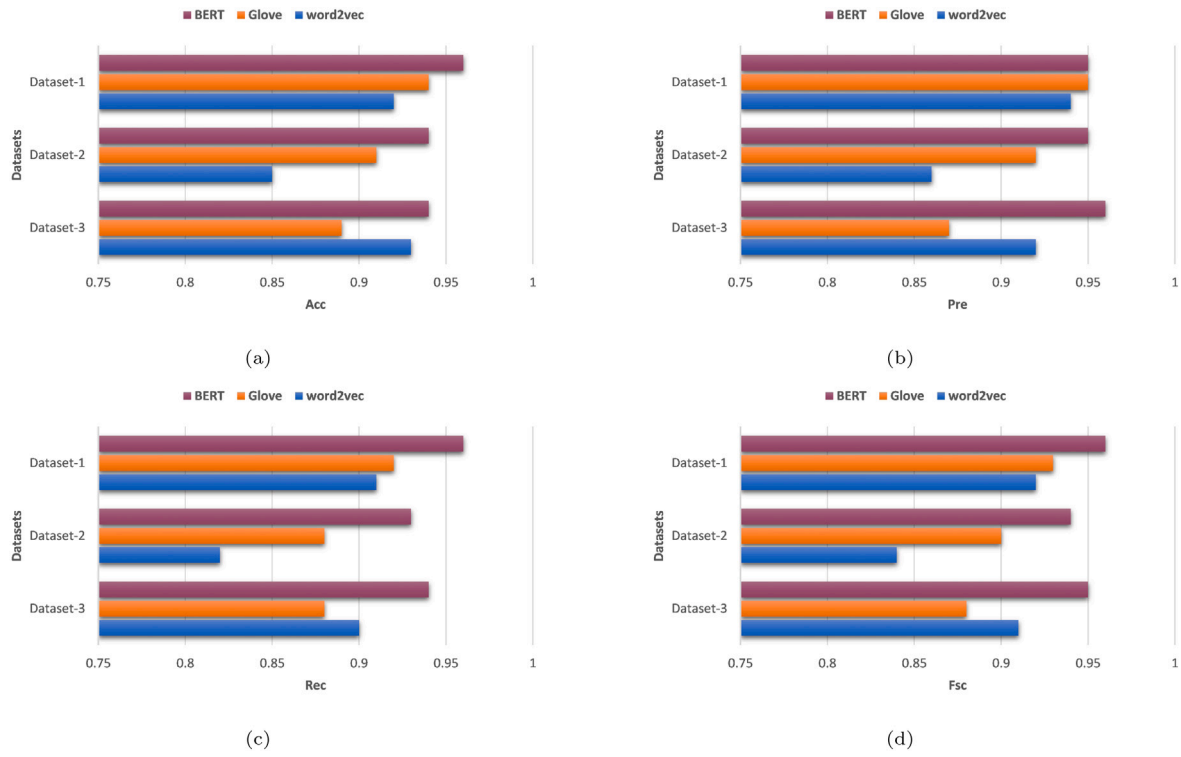 BERT Glove word2vec
Datasets
Dataset-1
Dataset-2
Dataset-3
0.75 0.8 0.85 0.9 0.95 1
Acc
(a)
BERT Glove word2vec
Datasets
Dataset-1
Dataset-2
Dataset-3
0.75 0.8 0.85 0.9 0.95 1
Pre
(b)
BERT Glove word2vec
Datasets
Dataset-1
Dataset-2
Dataset-3
0.75 0.8 0.85 0.9 0.95 1
Rec
(c)
BERT Glove word2vec
Datasets
Dataset-1
Dataset-2
Dataset-3
0.75 0.8 0.85 0.9 0.95 1
Fsc
(d)